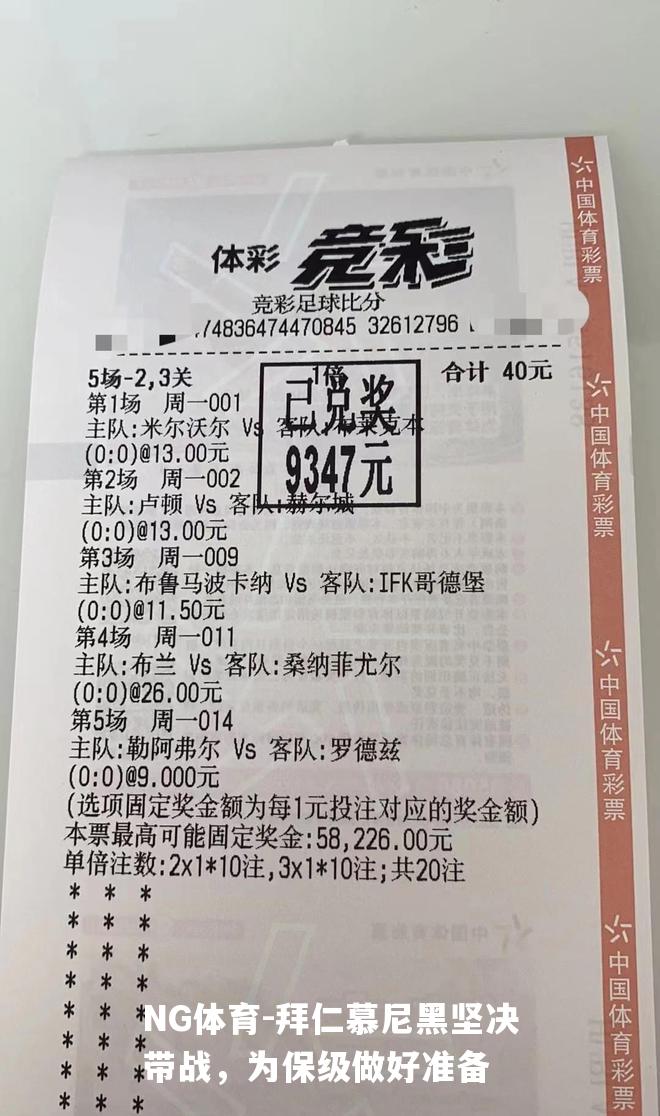 体彩 竞彩
竞彩足球比分
74836474470845 32612796
5场-2,3关 1倍 合计 40元
已兑奖
9347元
第1场 周一001
主队:米尔沃尔 Vs 客队:布莱克本
(0:0)@13.00元
第2场 周一002
主队:卢顿 Vs 客队:赫尔城
(0:0)@13.00元
第3场 周一009
主队:布鲁马波卡纳 Vs 客队:IFK哥德堡
(0:0)@11.50元
第4场 周一011
主队:布兰 Vs 客队:桑纳菲尤尔
(0:0)@26.00元
第5场 周一014
主队:勒阿弗尔 Vs 客队:罗德兹
(0:0)@9.000元
(选项固定奖金额为每1元投注对应的奖金额)
本票最高可能固定奖金:58,226.00元
单倍注数:2x1*10注,3x1*10注;共20注
* * *
* * *
* * *
* * *
* * *
* * *
* * *
* * *
NG体育-拜仁慕尼黑坚决
带战，为保级做好准备
中国体育彩票
中国体育彩票
中国体育彩票
中国体育彩票